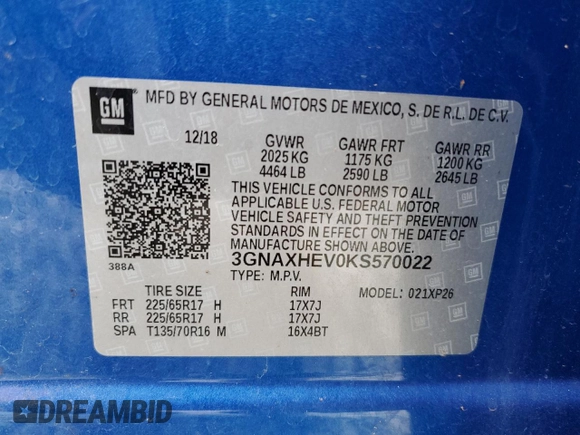 GM
MFD BY GENERAL MOTORS DE MEXICO, S. DE R.L. DE C.V.
12/18 GVWR GAWR FRT GAWR RR
2025 KG 1175 KG 1200 KG
4464 LB 2590 LB 2645 LB
THIS VEHICLE CONFORMS TO ALL
APPLICABLE U.S. FEDERAL MOTOR
VEHICLE SAFETY AND THEFT PREVENTION
STANDARDS IN EFFECT ON THE DATE OF
MANUFACTURE SHOWN ABOVE.
3GNAXHEV0KS570022
388A TYPE: M.P.V.
TIRE SIZE RIM MODEL: 021XP26
FRT 225/65R17 H 17X7J
RR 225/65R17 H 17X7J
SPA T135/70R16 M 16X4BT
DREAMBID